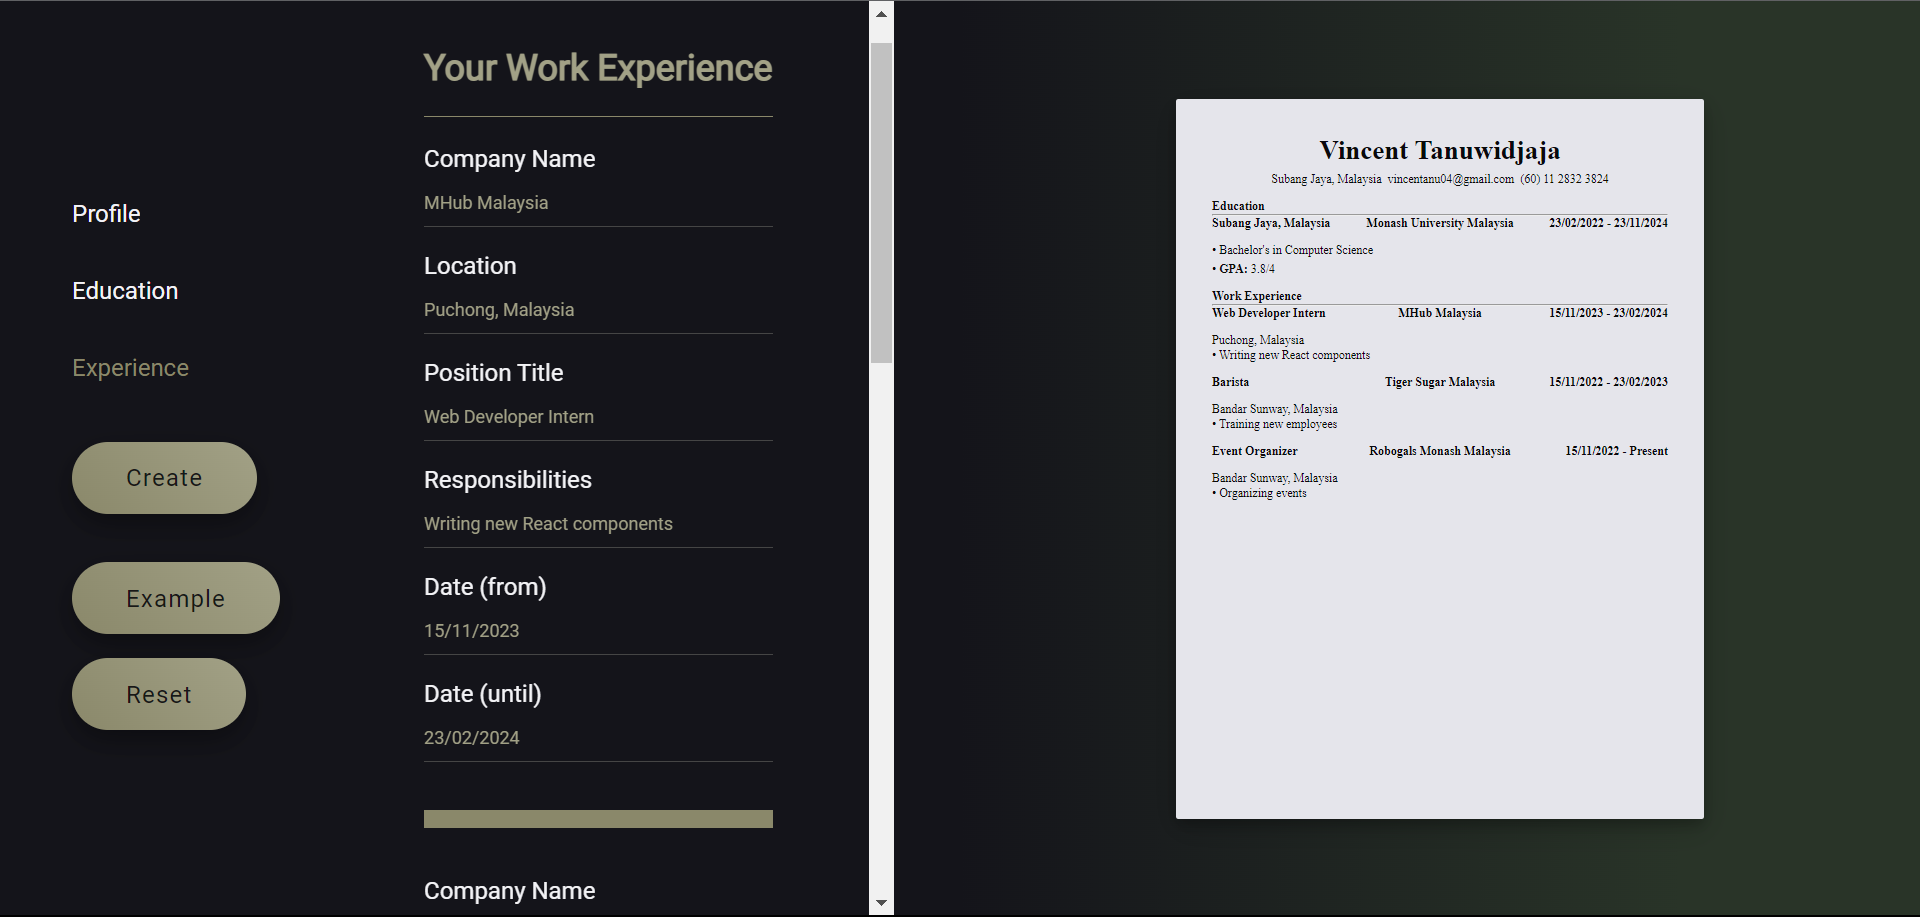 Profile
Education
Experience
Create
Example
Reset
Your Work Experience
Company Name
MHub Malaysia
Location
Puchong, Malaysia
Position Title
Web Developer Intern
Responsibilities
Writing new React components
Date (from)
15/11/2023
Date (until)
23/02/2024
Company Name
Vincent Tanuwidjaja
Subang Jaya, Malaysia vincentanu04@gmail.com (60) 11 2832 3824
Education
Subang Jaya, Malaysia Monash University Malaysia 23/02/2022 - 23/11/2024
• Bachelor's in Computer Science
• GPA: 3.8/4
Work Experience
Web Developer Intern MHub Malaysia 15/11/2023 - 23/02/2024
Puchong, Malaysia
• Writing new React components
Barista Tiger Sugar Malaysia 15/11/2022 - 23/02/2023
Bandar Sunway, Malaysia
• Training new employees
Event Organizer Robogals Monash Malaysia 15/11/2022 - Present
Bandar Sunway, Malaysia
• Organizing events